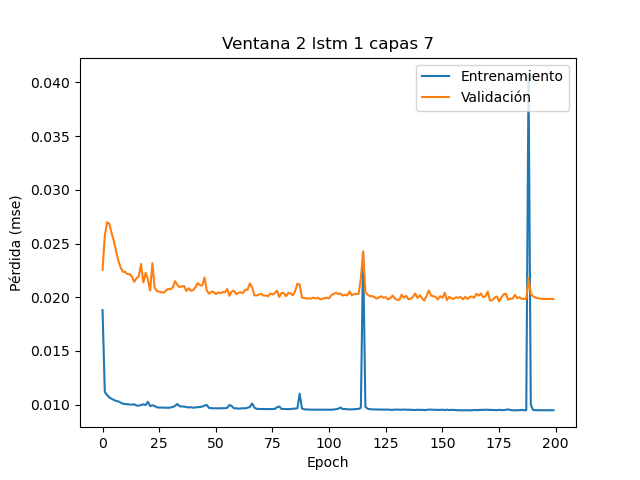 Ventana 2 lstm 1 capas 7
Entrenamiento
Validación
Pérdida (mse)
0.040
0.035
0.030
0.025
0.020
0.015
0.010
0 25 50 75 100 125 150 175 200
Epoch